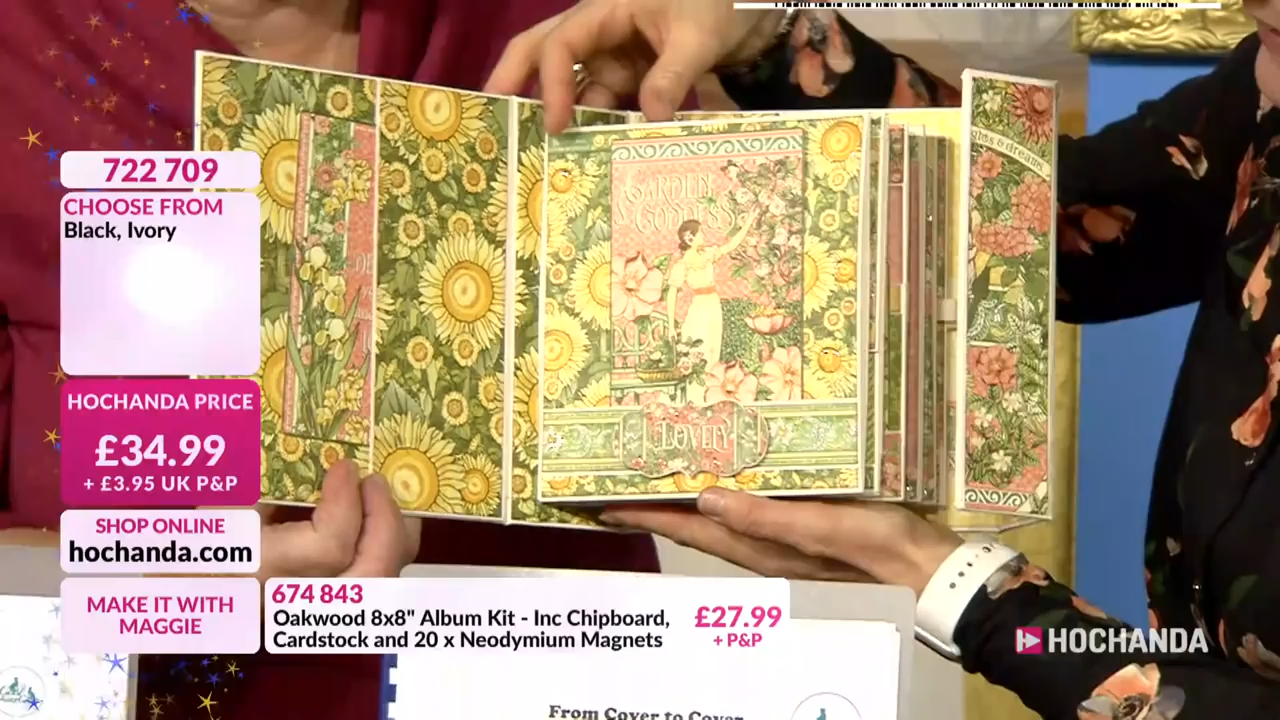 722 709
CHOOSE FROM
Black, Ivory
HOCHANDA PRICE
£34.99
+ £3.95 UK P&P
SHOP ONLINE
hochanda.com
MAKE IT WITH
MAGGIE
674 843
Oakwood 8x8" Album Kit - Inc Chipboard,
Cardstock and 20 x Neodymium Magnets
£27.99
+ P&P
GARDEN
GODDESS
LOVELY
& dreams
HOCHANDA
From Cover to Cover